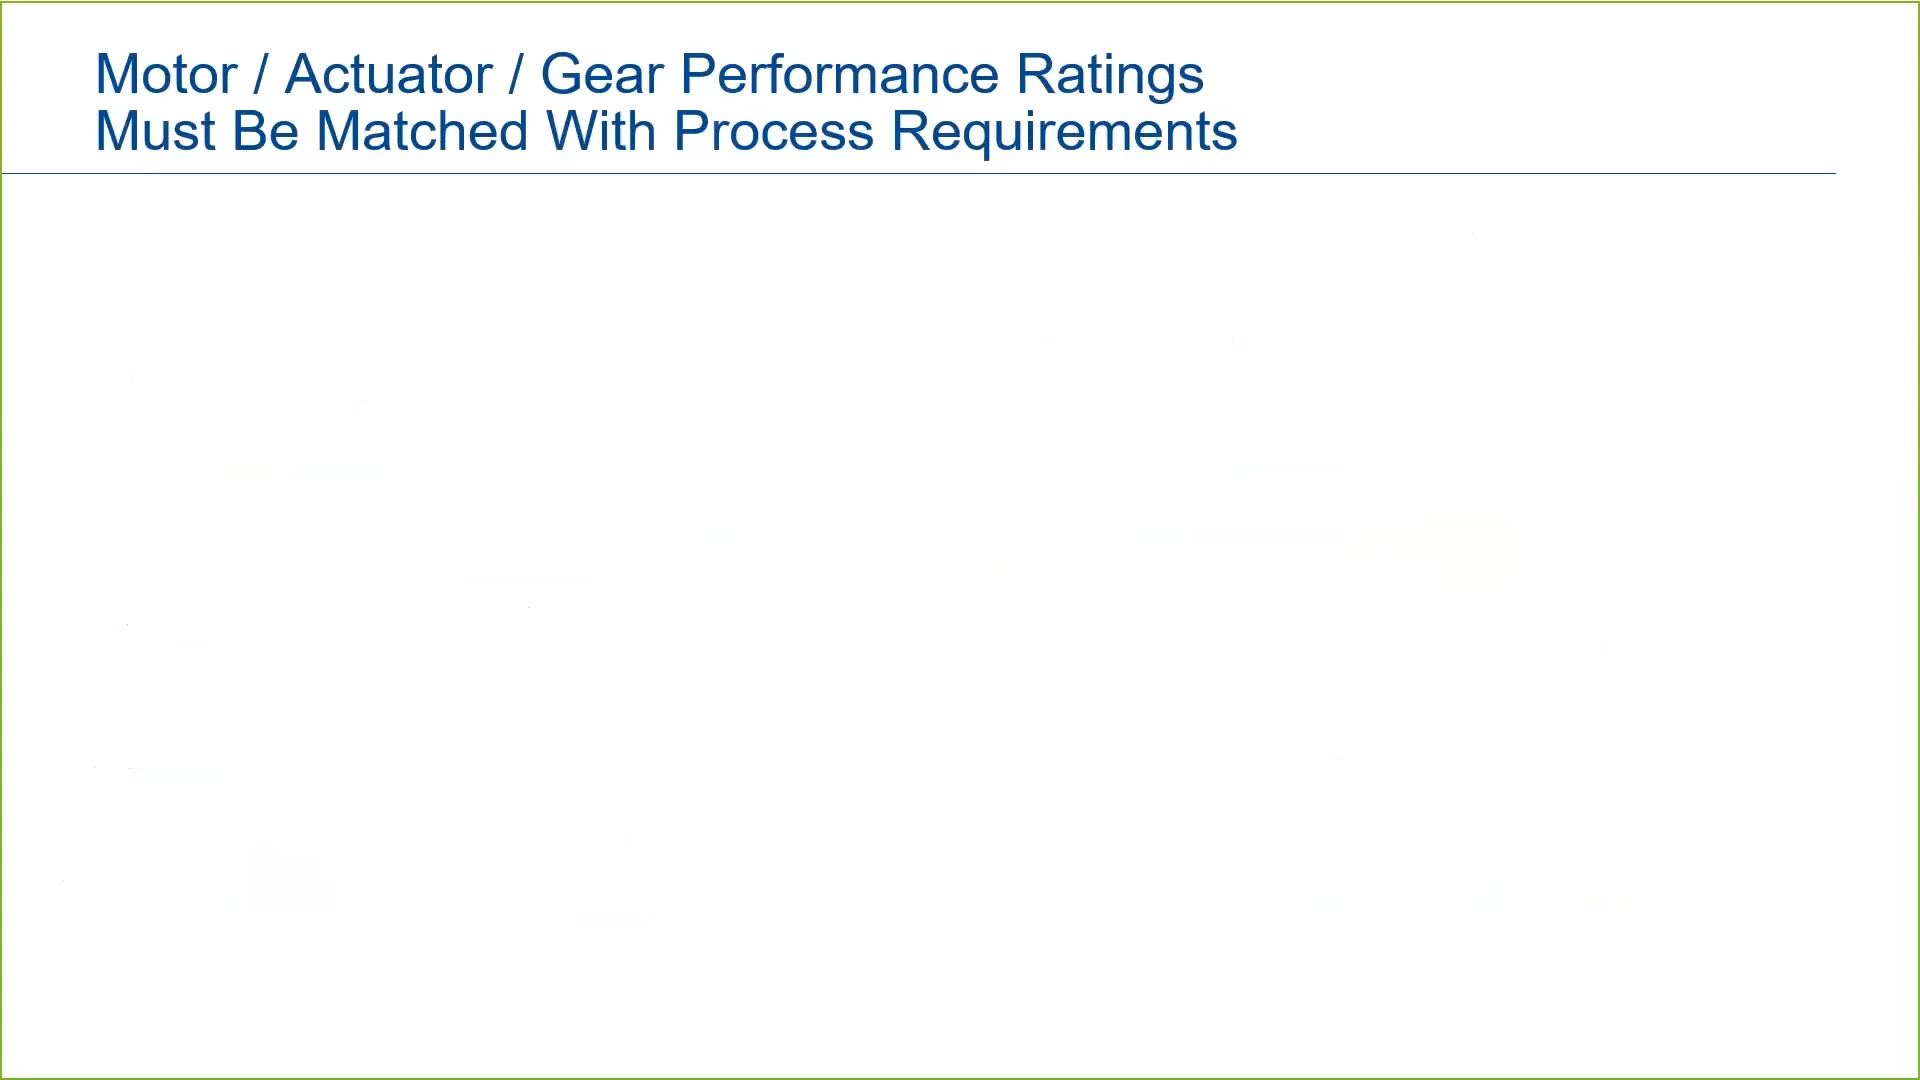 Motor / Actuator / Gear Performance Ratings
Must Be Matched With Process Requirements